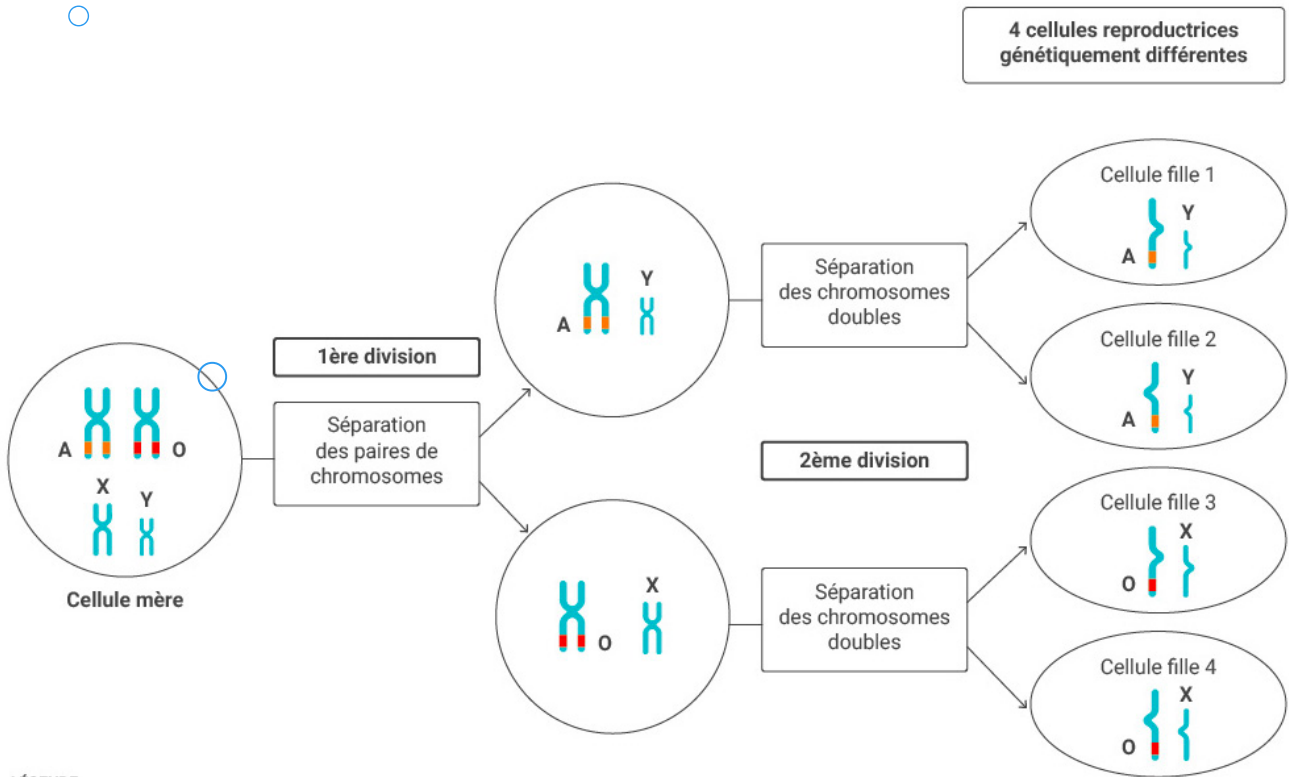 4 cellules reproductrices
génétiquement différentes
Cellule fille 1
Y
A
Séparation
des chromosomes
doubles
Y
A
Cellule fille 2
Y
A
1ère division
Séparation
des paires de
chromosomes
A
O
X
Y
Cellule mère
2ème division
Cellule fille 3
X
O
X
O
Séparation
des chromosomes
doubles
Cellule fille 4
X
O